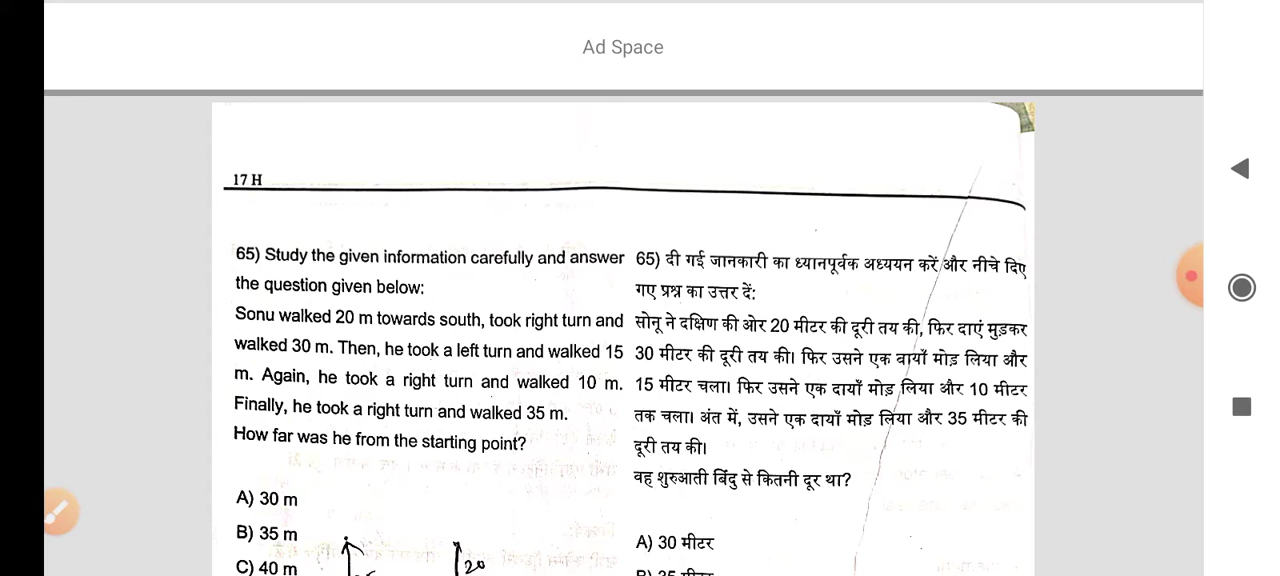 Ad Space
17 H
65) Study the given information carefully and answer
the question given below:
Sonu walked 20 m towards south, took right turn and
walked 30 m. Then, he took a left turn and walked 15
m. Again, he took a right turn and walked 10 m.
Finally, he took a right turn and walked 35 m.
How far was he from the starting point?
A) 30 m
B) 35 m
C) 40 m
20
65) दी गई जानकारी का ध्यानपूर्वक अध्ययन करें और नीचे दिए
गए प्रश्न का उत्तर दें:
सोनू ने दक्षिण की ओर 20 मीटर की दूरी तय की, फिर दाएं मुड़कर
30 मीटर की दूरी तय की। फिर उसने एक बायाँ मोड़ लिया और
15 मीटर चला। फिर उसने एक दायाँ मोड़ लिया और 10 मीटर
तक चला। अंत में, उसने एक दायाँ मोड़ लिया और 35 मीटर की
दूरी तय की।
वह शुरुआती बिंदु से कितनी दूर था?
A) 30 मीटर